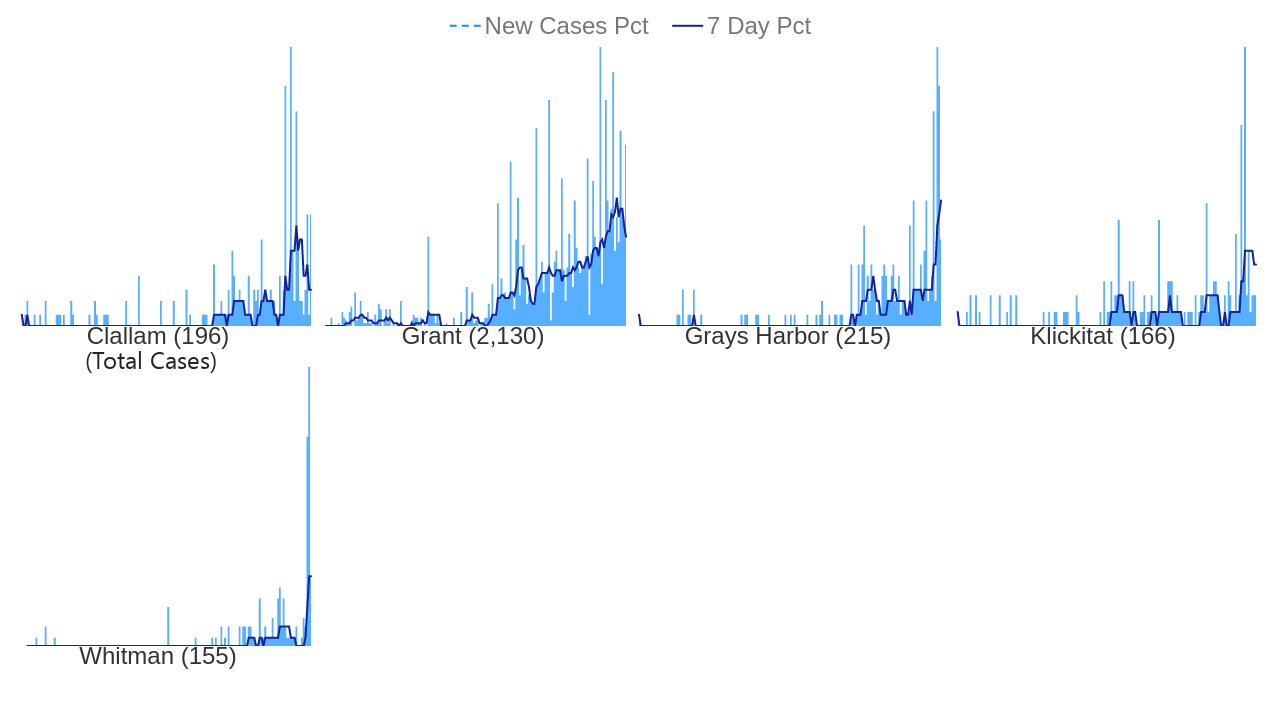 New Cases Pct 7 Day Pct
Clallam (196)
(Total Cases)
Grant (2,130)
Grays Harbor (215)
Klickitat (166)
Whitman (155)